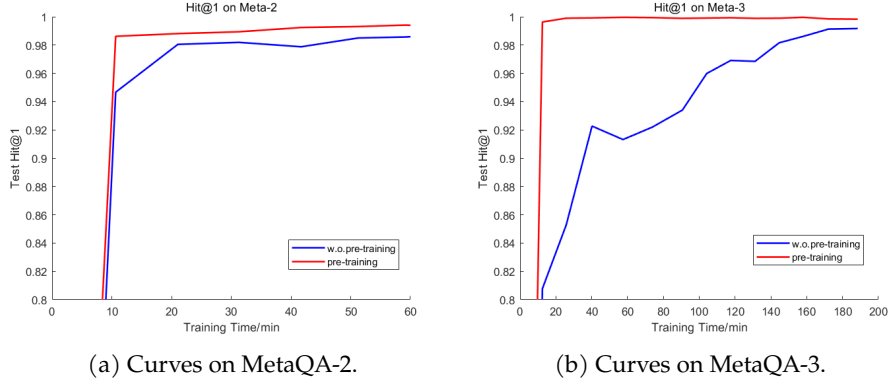 Hit@1 on Meta-2
1
0.98
0.96
0.94
0.92
0.9
0.88
0.86
0.84
0.82
0.8
Test Hit@1
w.o.pre-training
pre-training
0 10 20 30 40 50 60
Training Time/min
(a) Curves on MetaQA-2.
Hit@1 on Meta-3
1
0.98
0.96
0.94
0.92
0.9
0.88
0.86
0.84
0.82
0.8
Test Hit@1
w.o.pre-training
pre-training
0 20 40 60 80 100 120 140 160 180 200
Training Time/min
(b) Curves on MetaQA-3.